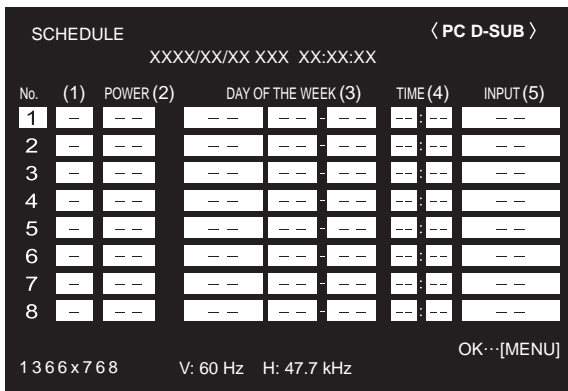 SCHEDULE 〈 PC D-SUB 〉
XXXX/XX/XX XXX XX:XX:XX
No. (1) POWER (2) DAY OF THE WEEK (3) TIME (4) INPUT (5)
1 – – – – – – – - – – – – : – – – –
2 – – – – – – – - – – – – : – – – –
3 – – – – – – – - – – – – : – – – –
4 – – – – – – – - – – – – : – – – –
5 – – – – – – – - – – – – : – – – –
6 – – – – – – – - – – – – : – – – –
7 – – – – – – – - – – – – : – – – –
8 – – – – – – – - – – – – : – – – –
OK···[MENU]
1366x768 V: 60 Hz H: 47.7 kHz